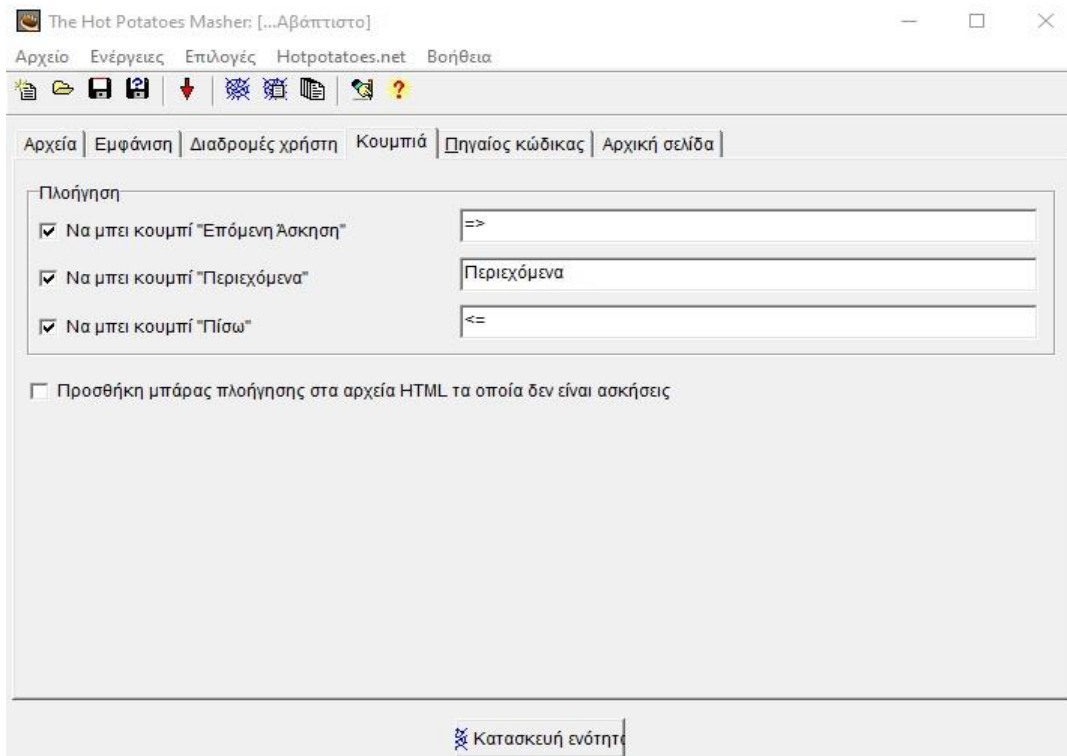 The Hot Potatoes Masher: [...Αβάπτιστο]
Αρχείο Ενέργειες Επιλογές Hotpotatoes.net Βοήθεια
Αρχεία Εμφάνιση Διαδρομές χρήστη Κουμπιά Πηγαίος κώδικας Αρχική σελίδα
Πλοήγηση
Να μπει κουμπί "Επόμενη Άσκηση" =>
Να μπει κουμπί "Περιεχόμενα" Περιεχόμενα
Να μπει κουμπί "Πίσω" <=
Προσθήκη μπάρας πλοήγησης στα αρχεία HTML τα οποία δεν είναι ασκήσεις
Κατασκευή ενότητ